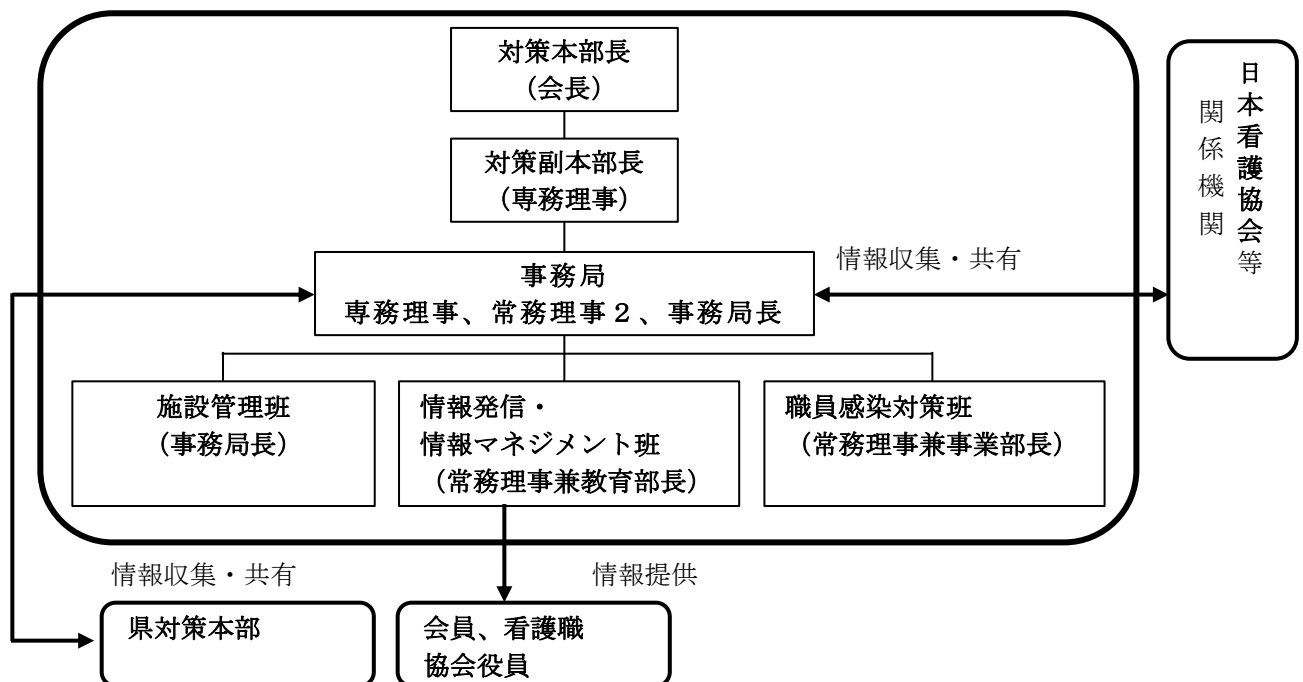 対策本部長
(会長)
対策副本部長
(専務理事)
事務局
専務理事、常務理事2、事務局長
情報収集・共有
日本看護協会等
関係機関
施設管理班
(事務局長)
情報発信・
情報マネジメント班
(常務理事兼教育部長)
職員感染対策班
(常務理事兼事業部長)
情報収集・共有
情報提供
県対策本部
会員、看護職
協会役員